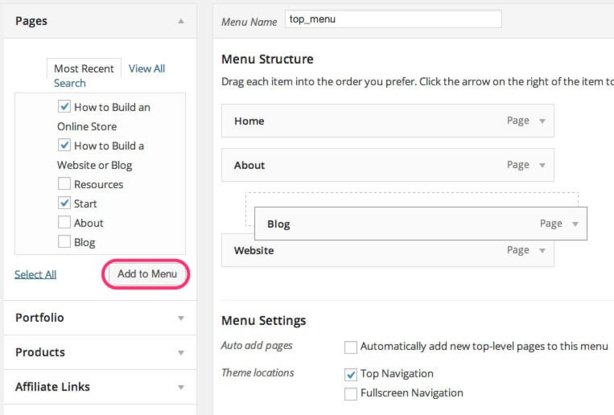 Pages
Most Recent
View All
Search
How to Build an
Online Store
How to Build a
Website or Blog
Resources
Start
About
Blog
Select All
Add to Menu
Portfolio
Products
Affiliate Links
Menu Name top_menu
Menu Structure
Drag each item into the order you prefer. Click the arrow on the right of the item to
Home Page
About Page
Blog Page
Website Page
Menu Settings
Auto add pages Automatically add new top-level pages to this menu
Theme locations Top Navigation
Fullscreen Navigation